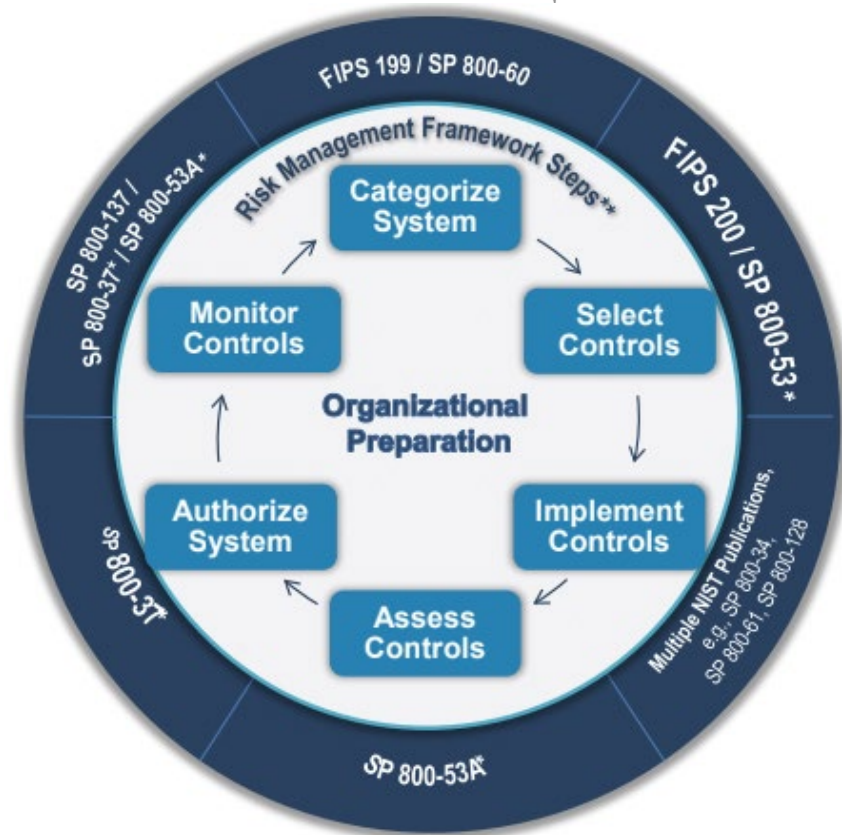 FIPS 199 / SP 800-60
FIPS 200 / SP 800-53*
Multiple NIST Publications,
e.g., SP 800-34,
SP 800-61, SP 800-128
SP 800-53A*
SP 800-37*
SP 800-137 /
SP 800-37* / SP 800-53A*
Risk Management Framework Steps**
Categorize
System
Select
Controls
Implement
Controls
Assess
Controls
Authorize
System
Monitor
Controls
Organizational
Preparation